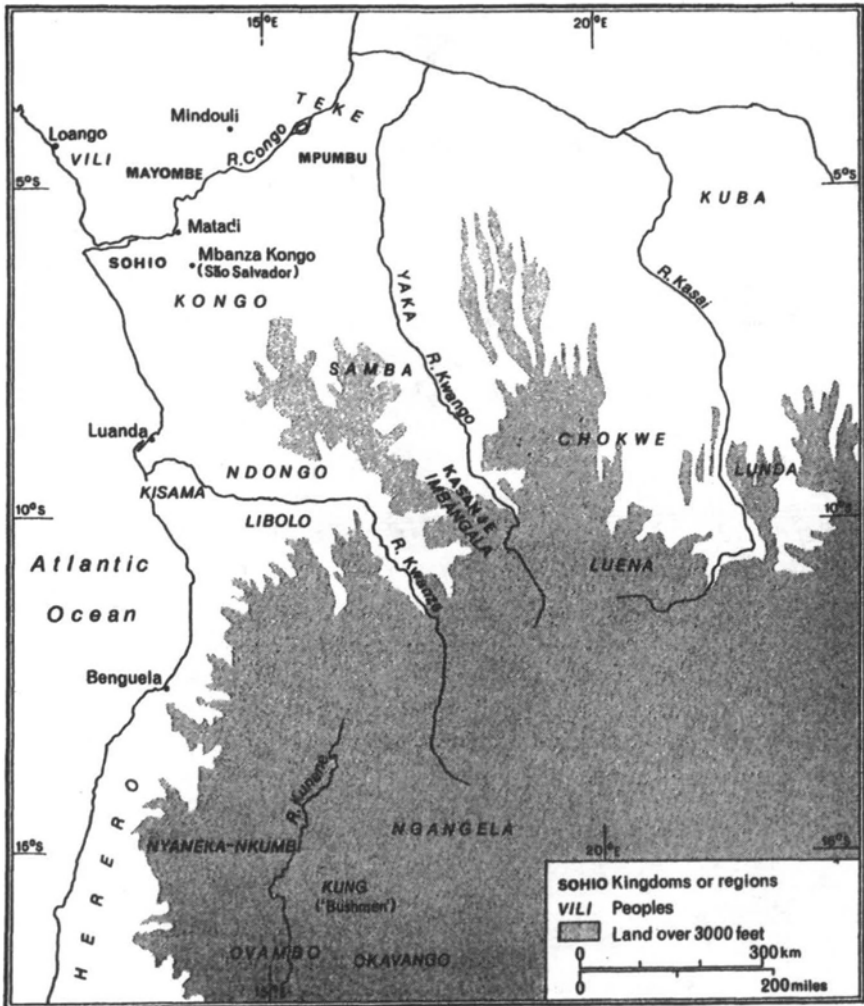 15°E
20°E
TEKE
Mindouli
Loango
R. Congo
VILI
MPUMBU
MAYOMBE
5°S
5°S
KUBA
Matadi
SOHIO
Mbanza Kongo
(São Salvador)
R. Kasai
KONGO
YAKA
SAMBA
R. Kwango
Luanda
CHOKWE
NDONGO
LUNDA
KISAMA
KASANJE
IMBANGALA
10°S
LIBOLO
10°S
Atlantic
Ocean
R. Kwanza
LUENA
Benguela
R. Kunene
HERERO
NGANGELA
NYANEKA-NKUMB
15°S
20°E
15°S
KUNG
('Bushmen')
OVAMBO
OKAVANGO
15°E
SOHIO Kingdoms or regions
VILI Peoples
Land over 3000 feet
0 300 km
0 200 miles